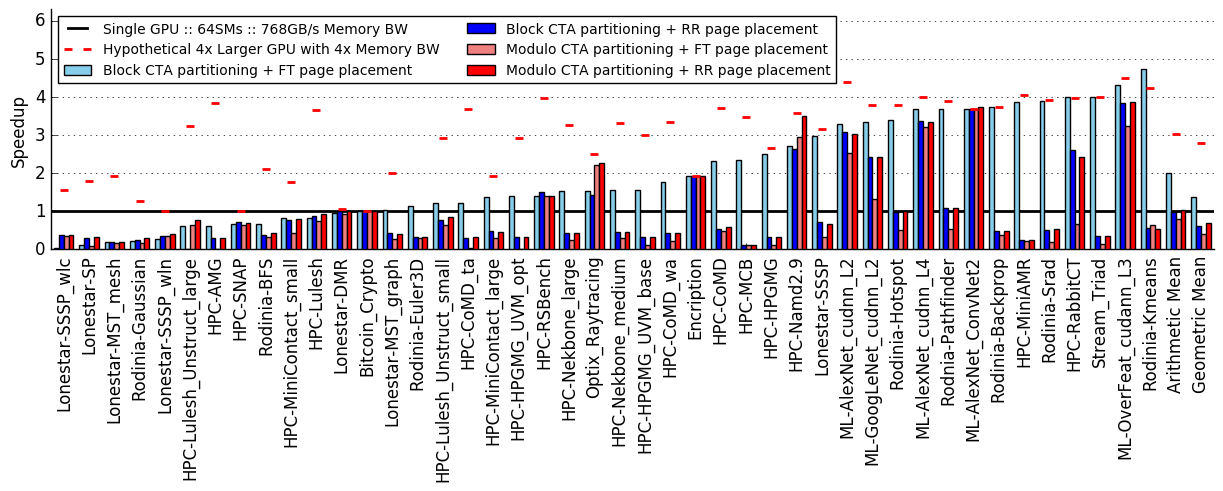 Single GPU :: 64SMs :: 768GB/s Memory BW
Hypothetical 4x Larger GPU with 4x Memory BW
Block CTA partitioning + FT page placement
Block CTA partitioning + RR page placement
Modulo CTA partitioning + FT page placement
Modulo CTA partitioning + RR page placement
Speedup
6
5
4
3
2
1
0
Lonestar-SSSP_wlc
Lonestar-SP
Lonestar-MST_mesh
Rodinia-Gaussian
Lonestar-SSSP_wln
HPC-Lulesh_Unstruct_large
HPC-AMG
HPC-SNAP
Rodinia-BFS
HPC-MiniContact_small
HPC-Lulesh
Lonestar-DMR
Bitcoin_Crypto
Lonestar-MST_graph
Rodinia-Euler3D
HPC-Lulesh_Unstruct_small
HPC-CoMD_ta
HPC-MiniContact_large
HPC-HPGMG_UVM_opt
HPC-RSBench
HPC-Nekbone_large
Optix_Raytracing
HPC-Nekbone_medium
HPC-HPGMG_UVM_base
HPC-CoMD_wa
Encription
HPC-CoMD
HPC-MCB
HPC-HPGMG
HPC-Namd2.9
Lonestar-SSSP
ML-AlexNet_cudnn_L2
ML-GoogLeNet_cudnn_L2
Rodinia-Hotspot
ML-AlexNet_cudnn_L4
Rodnia-Pathfinder
ML-AlexNet_ConvNet2
Rodinia-Backprop
HPC-MiniAMR
Rodinia-Srad
HPC-RabbitCT
Stream_Triad
ML-OverFeat_cudann_L3
Rodinia-Kmeans
Arithmetic Mean
Geometric Mean